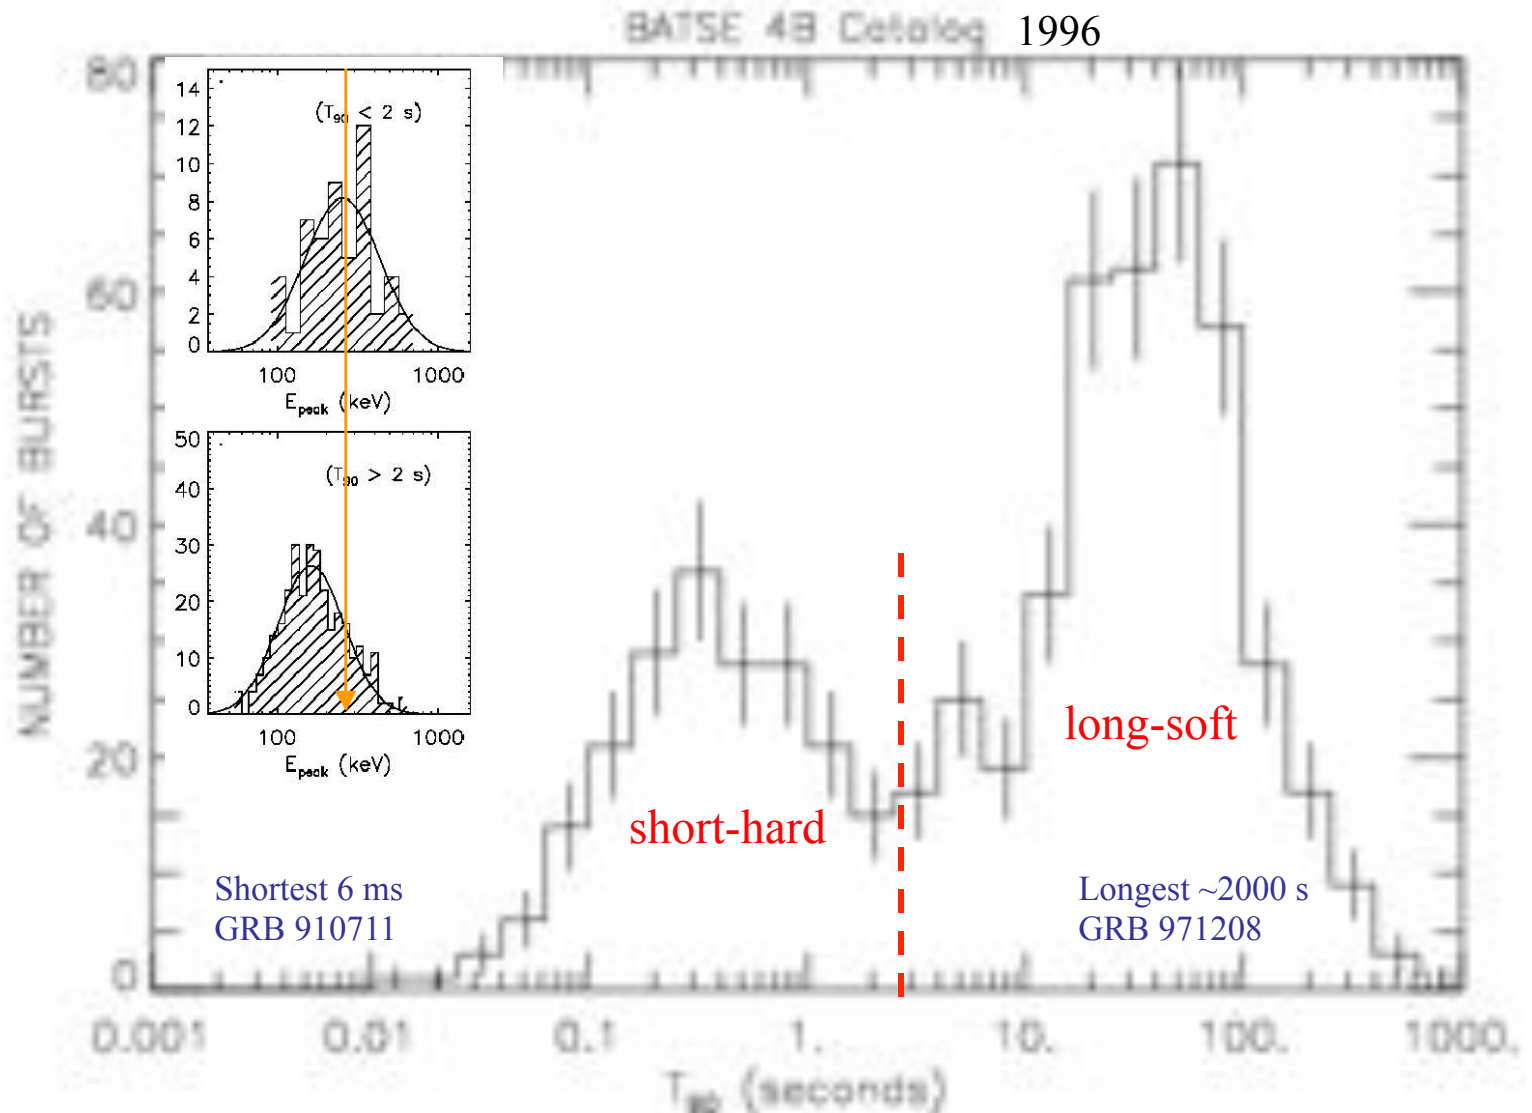 BATSE 4B Catalog 1996
NUMBER OF BURSTS
80
60
40
20
0
0.001 0.01 0.1 1. 10. 100. 1000.
T90 (seconds)
(T90 < 2 s)
14
12
10
8
6
4
2
0
100 1000
Epeak (keV)
(T90 > 2 s)
50
40
30
20
10
0
100 1000
Epeak (keV)
short-hard
long-soft
Shortest 6 ms
GRB 910711
Longest ~2000 s
GRB 971208